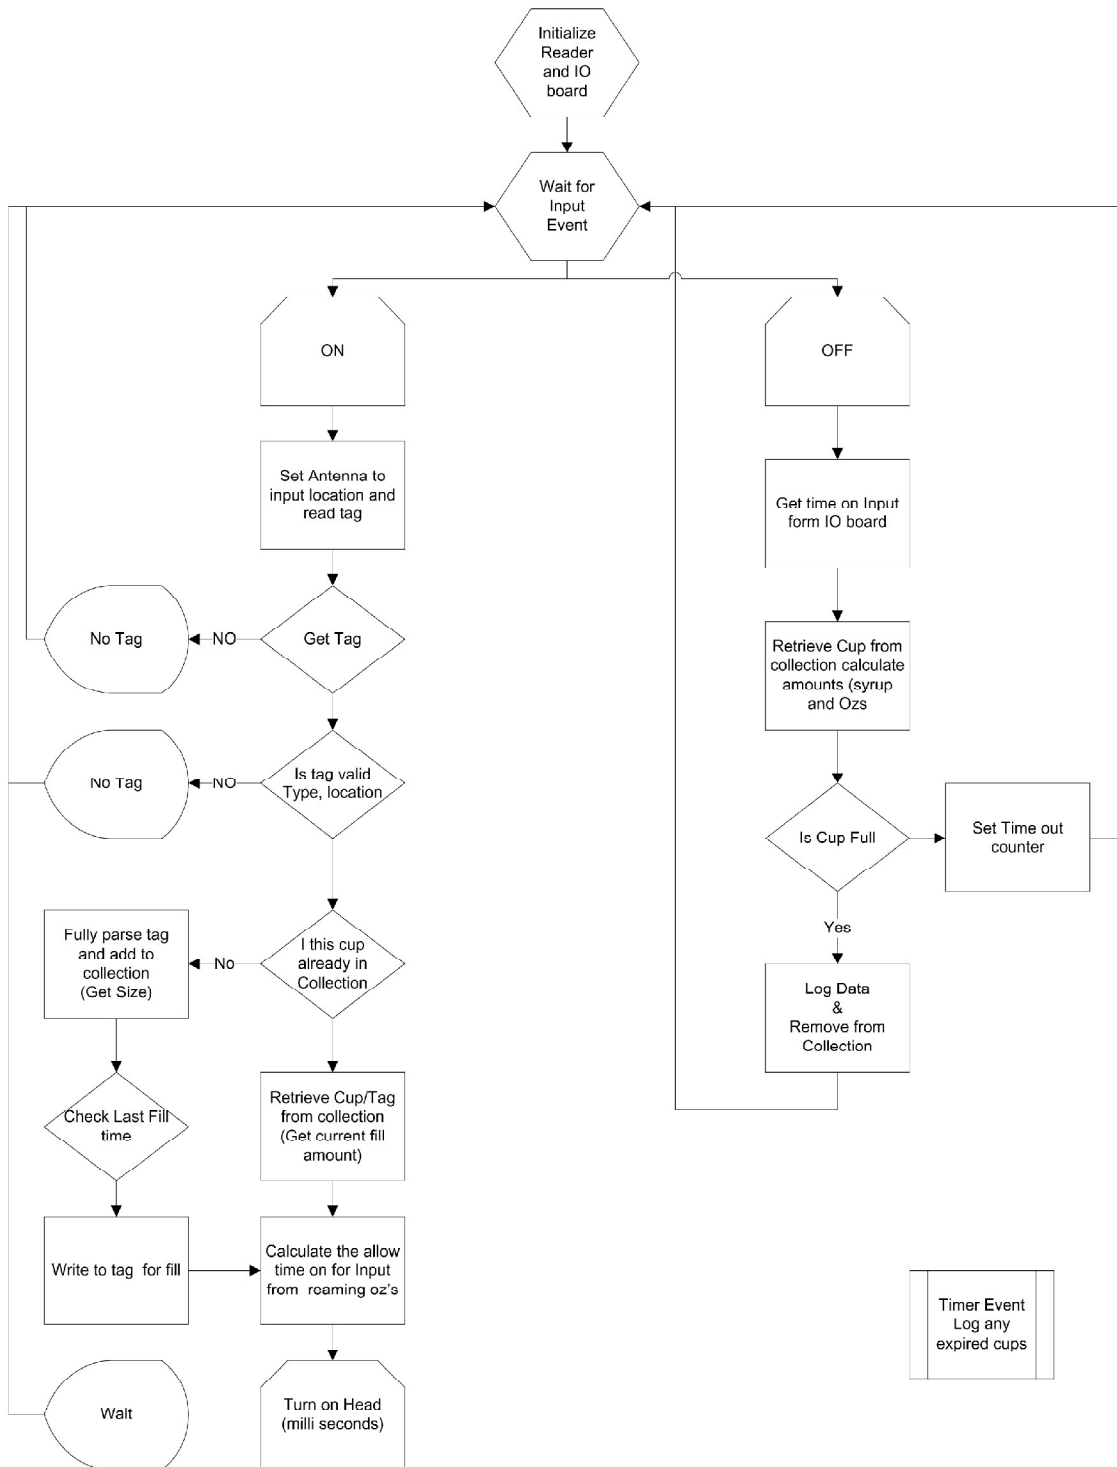 Initialize
Reader
and IO
board
Wait for
Input
Event
ON
OFF
Set Antenna to
input location and
read tag
Get time on Input
form IO board
No Tag
NO
Get Tag
Retrieve Cup from
collection calculate
amounts (syrup
and Ozs
No Tag
NO
Is tag valid
Type, location
Is Cup Full
Set Time out
counter
Yes
Fully parse tag
and add to
collection
(Get Size)
No
I this cup
already in
Collection
Log Data
&
Remove from
Collection
Check Last Fill
time
Retrieve Cup/Tag
from collection
(Get current fill
amount)
Write to tag for fill
Calculate the allow
time on for Input
from reaming oz's
Timer Event
Log any
expired cups
Wait
Turn on Head
(milli seconds)